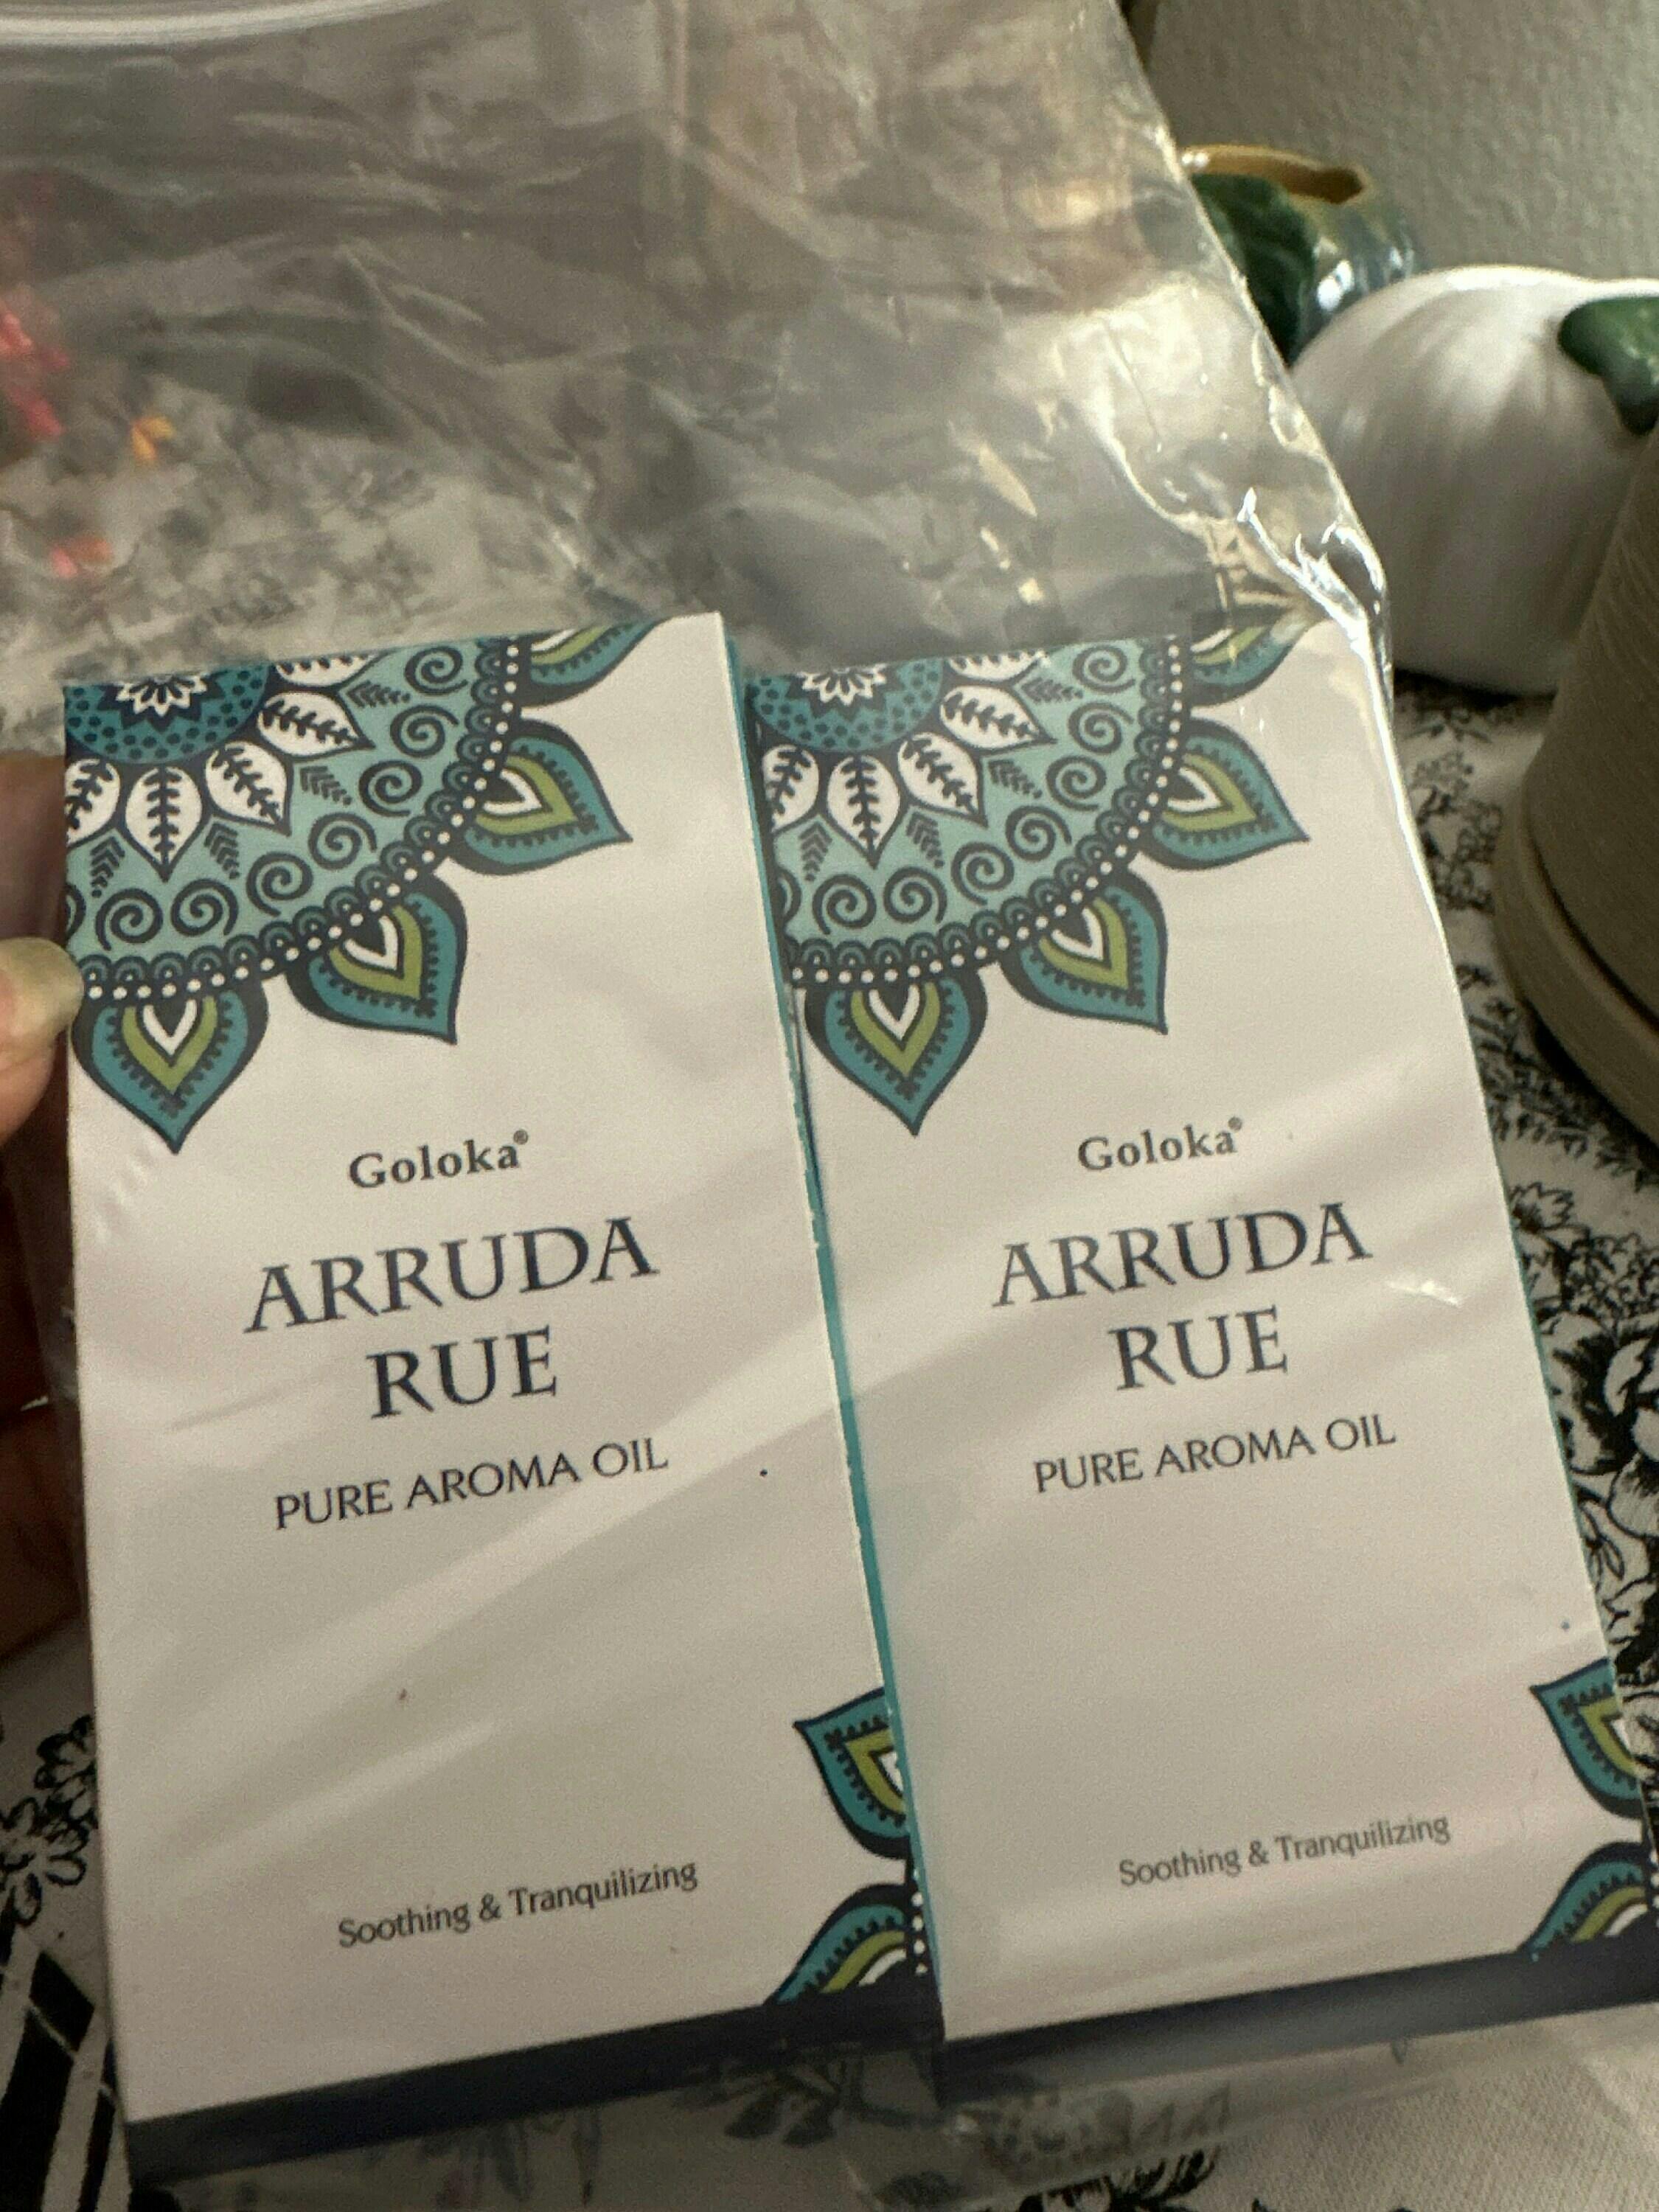 Goloka®
ARRUDA
RUE
PURE AROMA OIL
Soothing & Tranquilizing
Goloka®
ARRUDA
RUE
PURE AROMA OIL
Soothing & Tranquilizing